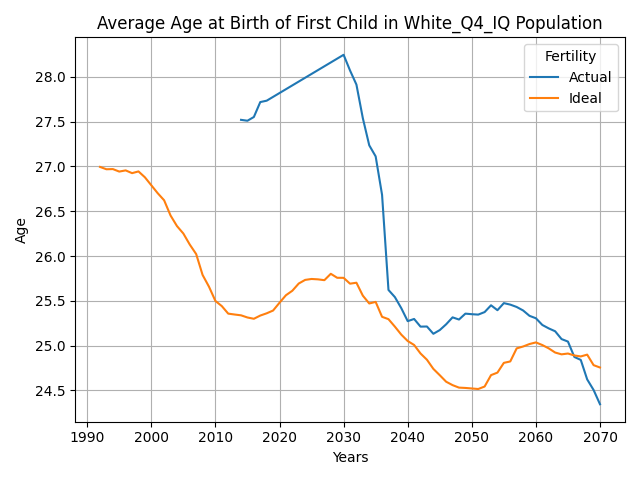 Average Age at Birth of First Child in White_Q4_IQ Population
Fertility
Actual
Ideal
28.0
27.5
27.0
26.5
26.0
25.5
25.0
24.5
Age
1990 2000 2010 2020 2030 2040 2050 2060 2070
Years